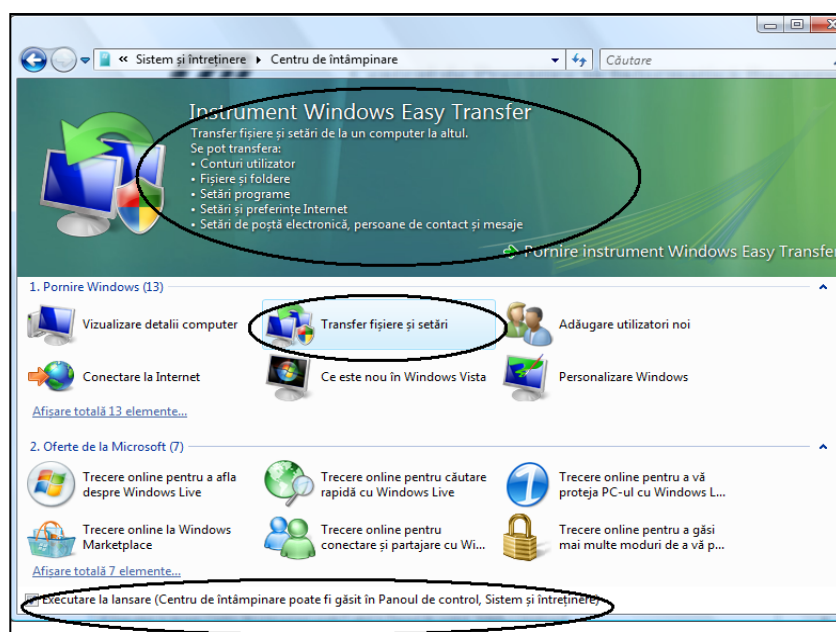 « Sistem și întreținere ▸ Centru de întâmpinare
Căutare
Instrument Windows Easy Transfer
Transfer fișiere și setări de la un computer la altul.
Se pot transfera:
• Conturi utilizator
• Fișiere și foldere
• Setări programe
• Setări și preferințe Internet
• Setări de poștă electronică, persoane de contact și mesaje
Pornire instrument Windows Easy Transfer
1. Pornire Windows (13)
Vizualizare detalii computer
Transfer fișiere și setări
Adăugare utilizatori noi
Conectare la Internet
Ce este nou în Windows Vista
Personalizare Windows
Afișare totală 13 elemente...
2. Oferte de la Microsoft (7)
Trecere online pentru a afla
despre Windows Live
Trecere online pentru căutare
rapidă cu Windows Live
Trecere online pentru a vă
proteja PC-ul cu Windows L...
Trecere online la Windows
Marketplace
Trecere online pentru
conectare și partajare cu Wi...
Trecere online pentru a găsi
mai multe moduri de a vă p...
Afișare totală 7 elemente...
Executare la lansare (Centru de întâmpinare poate fi găsit în Panoul de control, Sistem și întreținere)